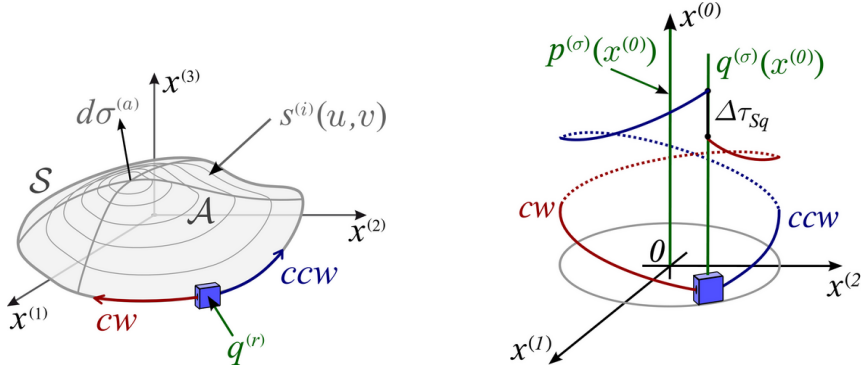 x⁽³⁾
dσ⁽ᵃ⁾
s⁽ⁱ⁾(u,v)
𝒮
𝒜
x⁽²⁾
ccw
x⁽¹⁾
cw
q⁽ʳ⁾
x⁽⁰⁾
p⁽σ⁾(x⁽⁰⁾)
q⁽σ⁾(x⁽⁰⁾)
Δτ_Sq
cw
ccw
0
x⁽²
x⁽¹⁾